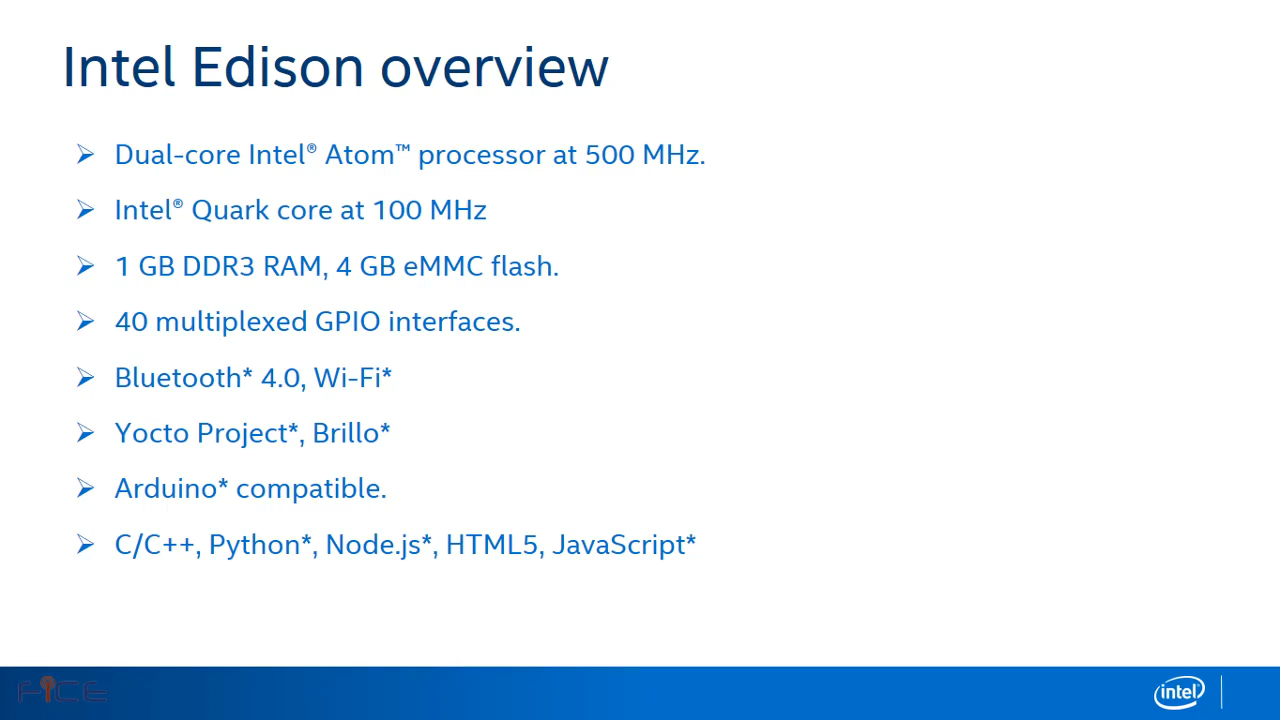 Intel Edison overview
Dual-core Intel® Atom™ processor at 500 MHz.
Intel® Quark core at 100 MHz
1 GB DDR3 RAM, 4 GB eMMC flash.
40 multiplexed GPIO interfaces.
Bluetooth* 4.0, Wi-Fi*
Yocto Project*, Brillo*
Arduino* compatible.
C/C++, Python*, Node.js*, HTML5, JavaScript*
FICE
intel